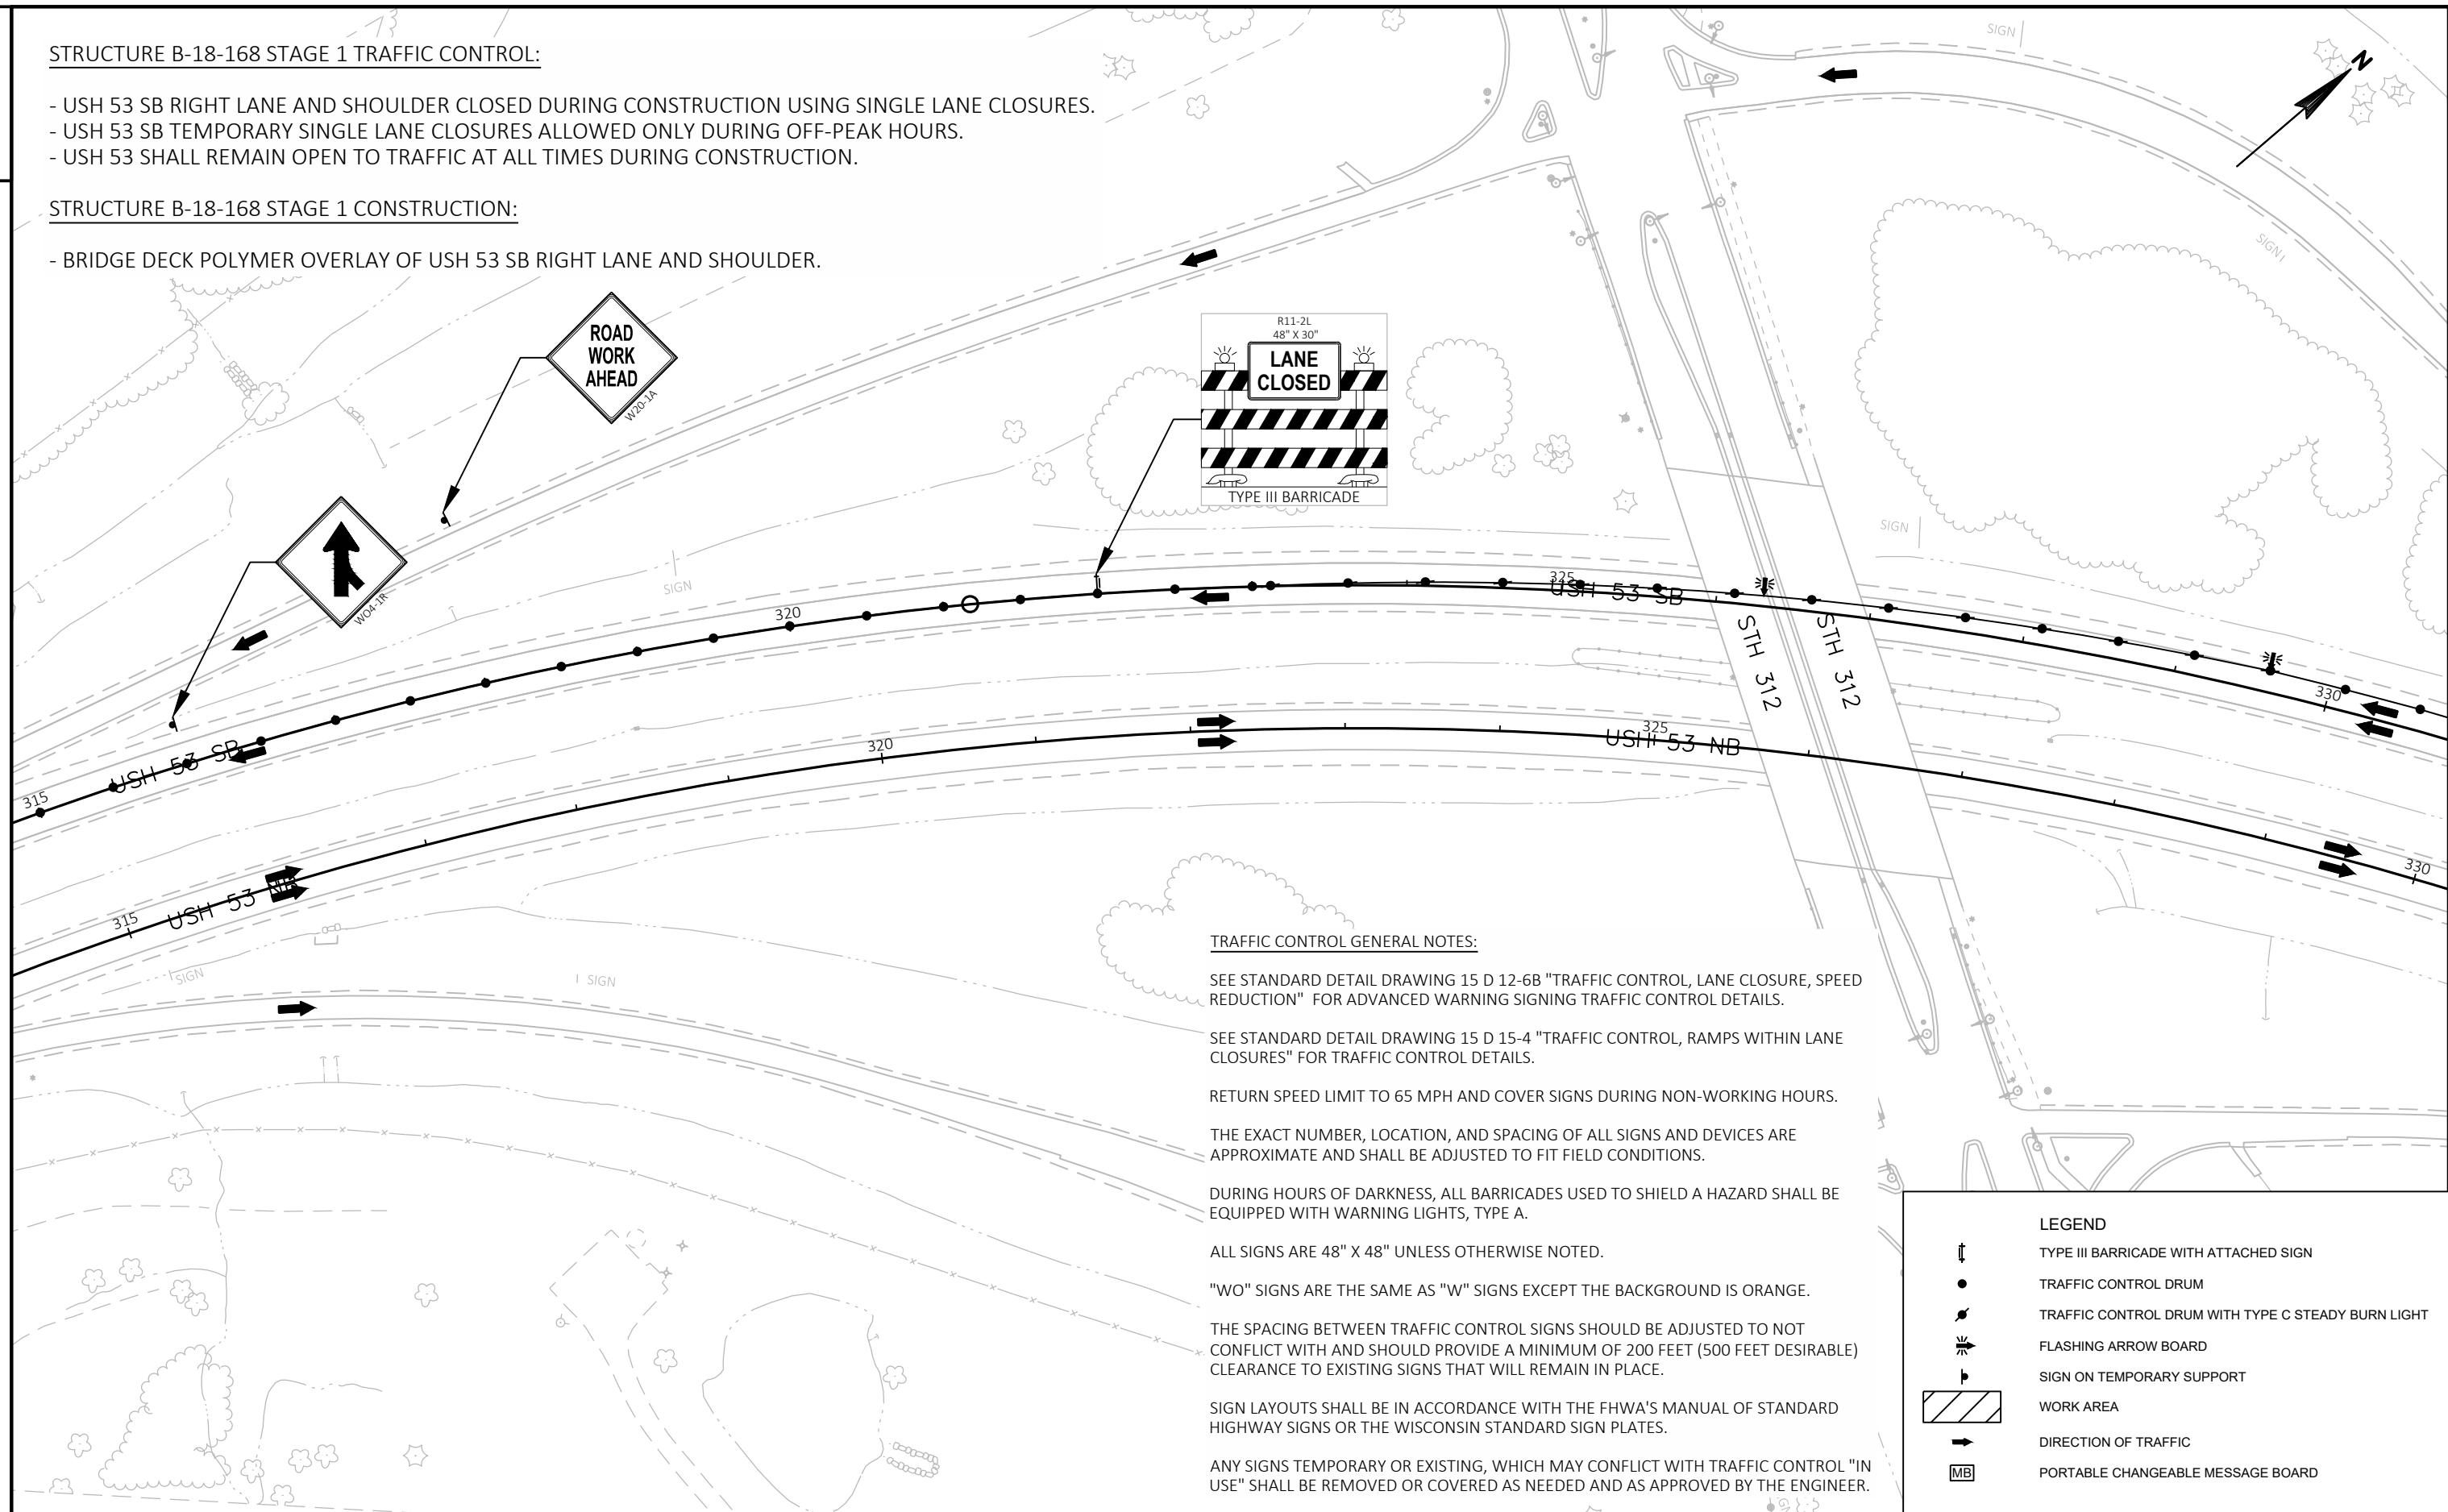 STRUCTURE B-18-168 STAGE 1 TRAFFIC CONTROL:
- USH 53 SB RIGHT LANE AND SHOULDER CLOSED DURING CONSTRUCTION USING SINGLE LANE CLOSURES.
- USH 53 SB TEMPORARY SINGLE LANE CLOSURES ALLOWED ONLY DURING OFF-PEAK HOURS.
- USH 53 SHALL REMAIN OPEN TO TRAFFIC AT ALL TIMES DURING CONSTRUCTION.
STRUCTURE B-18-168 STAGE 1 CONSTRUCTION:
- BRIDGE DECK POLYMER OVERLAY OF USH 53 SB RIGHT LANE AND SHOULDER.
SIGN
N
SIGN
ROAD
WORK
AHEAD
W20-1A
R11-2L
48" X 30"
LANE
CLOSED
TYPE III BARRICADE
WO4-1R
SIGN
SIGN
320
325
USH 53 SB
STH 312
STH 312
330
USH 53 SB
315
320
325
USH 53 NB
330
315
USH 53 NB
SIGN
SIGN
TRAFFIC CONTROL GENERAL NOTES:
SEE STANDARD DETAIL DRAWING 15 D 12-6B "TRAFFIC CONTROL, LANE CLOSURE, SPEED
REDUCTION" FOR ADVANCED WARNING SIGNING TRAFFIC CONTROL DETAILS.
SEE STANDARD DETAIL DRAWING 15 D 15-4 "TRAFFIC CONTROL, RAMPS WITHIN LANE
CLOSURES" FOR TRAFFIC CONTROL DETAILS.
RETURN SPEED LIMIT TO 65 MPH AND COVER SIGNS DURING NON-WORKING HOURS.
THE EXACT NUMBER, LOCATION, AND SPACING OF ALL SIGNS AND DEVICES ARE
APPROXIMATE AND SHALL BE ADJUSTED TO FIT FIELD CONDITIONS.
DURING HOURS OF DARKNESS, ALL BARRICADES USED TO SHIELD A HAZARD SHALL BE
EQUIPPED WITH WARNING LIGHTS, TYPE A.
ALL SIGNS ARE 48" X 48" UNLESS OTHERWISE NOTED.
"WO" SIGNS ARE THE SAME AS "W" SIGNS EXCEPT THE BACKGROUND IS ORANGE.
THE SPACING BETWEEN TRAFFIC CONTROL SIGNS SHOULD BE ADJUSTED TO NOT
CONFLICT WITH AND SHOULD PROVIDE A MINIMUM OF 200 FEET (500 FEET DESIRABLE)
CLEARANCE TO EXISTING SIGNS THAT WILL REMAIN IN PLACE.
SIGN LAYOUTS SHALL BE IN ACCORDANCE WITH THE FHWA'S MANUAL OF STANDARD
HIGHWAY SIGNS OR THE WISCONSIN STANDARD SIGN PLATES.
ANY SIGNS TEMPORARY OR EXISTING, WHICH MAY CONFLICT WITH TRAFFIC CONTROL "IN
USE" SHALL BE REMOVED OR COVERED AS NEEDED AND AS APPROVED BY THE ENGINEER.
LEGEND
TYPE III BARRICADE WITH ATTACHED SIGN
TRAFFIC CONTROL DRUM
TRAFFIC CONTROL DRUM WITH TYPE C STEADY BURN LIGHT
FLASHING ARROW BOARD
SIGN ON TEMPORARY SUPPORT
WORK AREA
DIRECTION OF TRAFFIC
MB PORTABLE CHANGEABLE MESSAGE BOARD